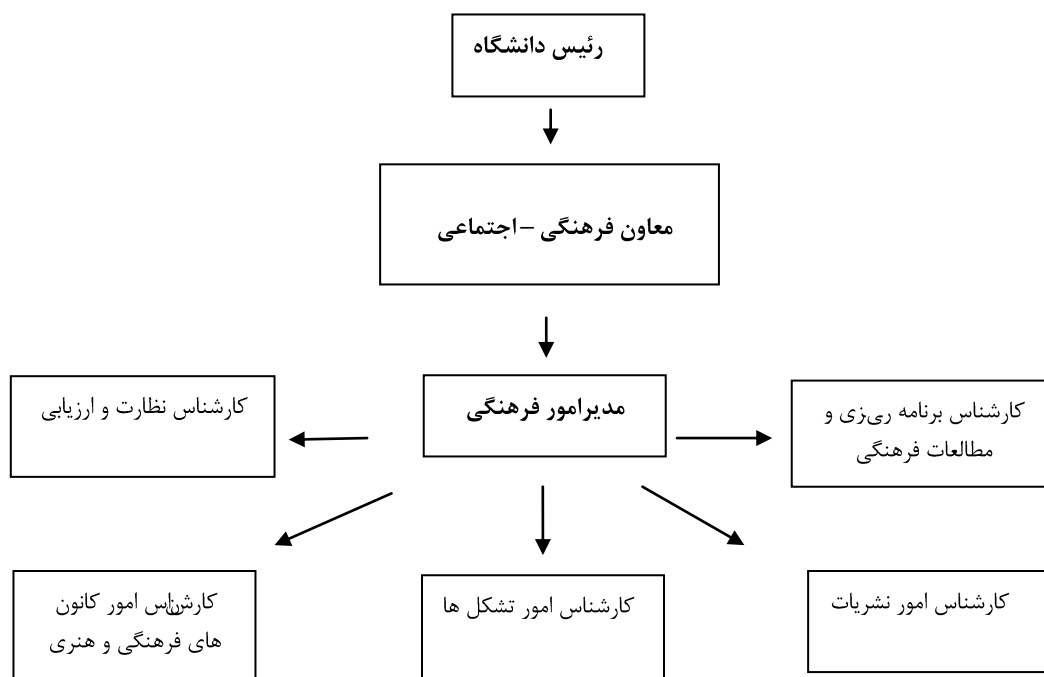 رئیس دانشگاه
معاون فرهنگی – اجتماعی
مدیرامور فرهنگی
کارشناس برنامه ریزی و
مطالعات فرهنگی
کارشناس نظارت و ارزیابی
کارشناس امور نشریات
کارشناس امور تشکل ها
کارشناس امور کانون
های فرهنگی و هنری